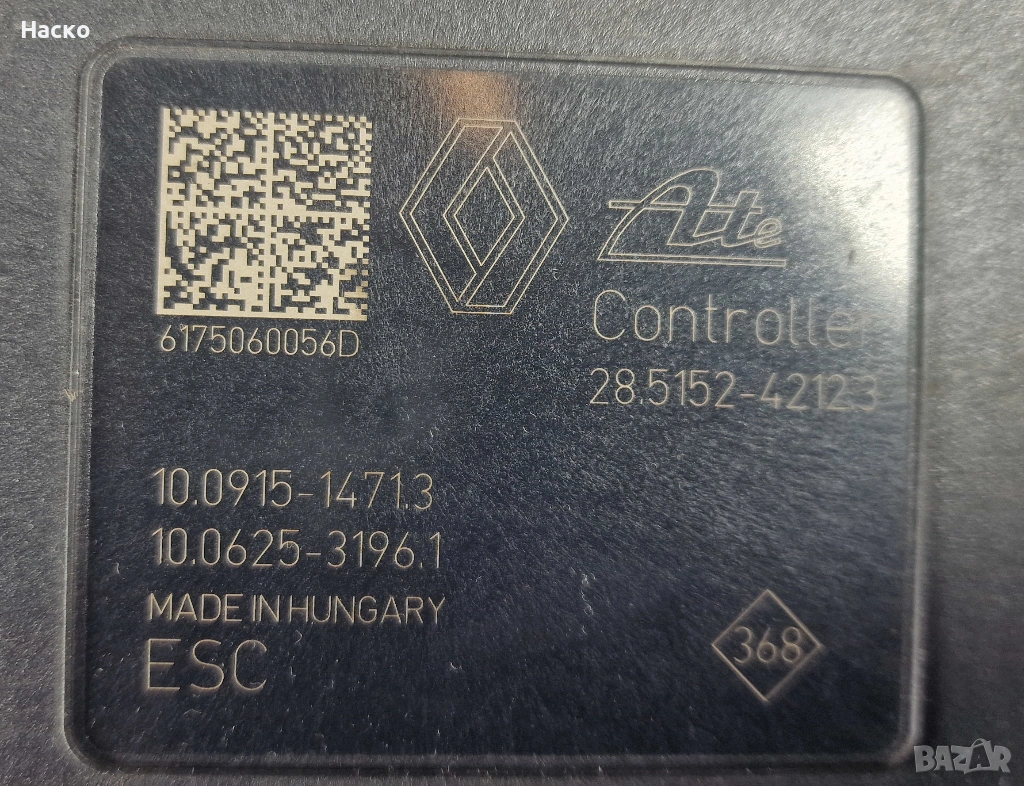 Наско
6175060056D
Ate
Controller
28.5152-4212.3
10.0915-1471.3
10.0625-3196.1
MADE IN HUNGARY
ESC
368
BAZAR